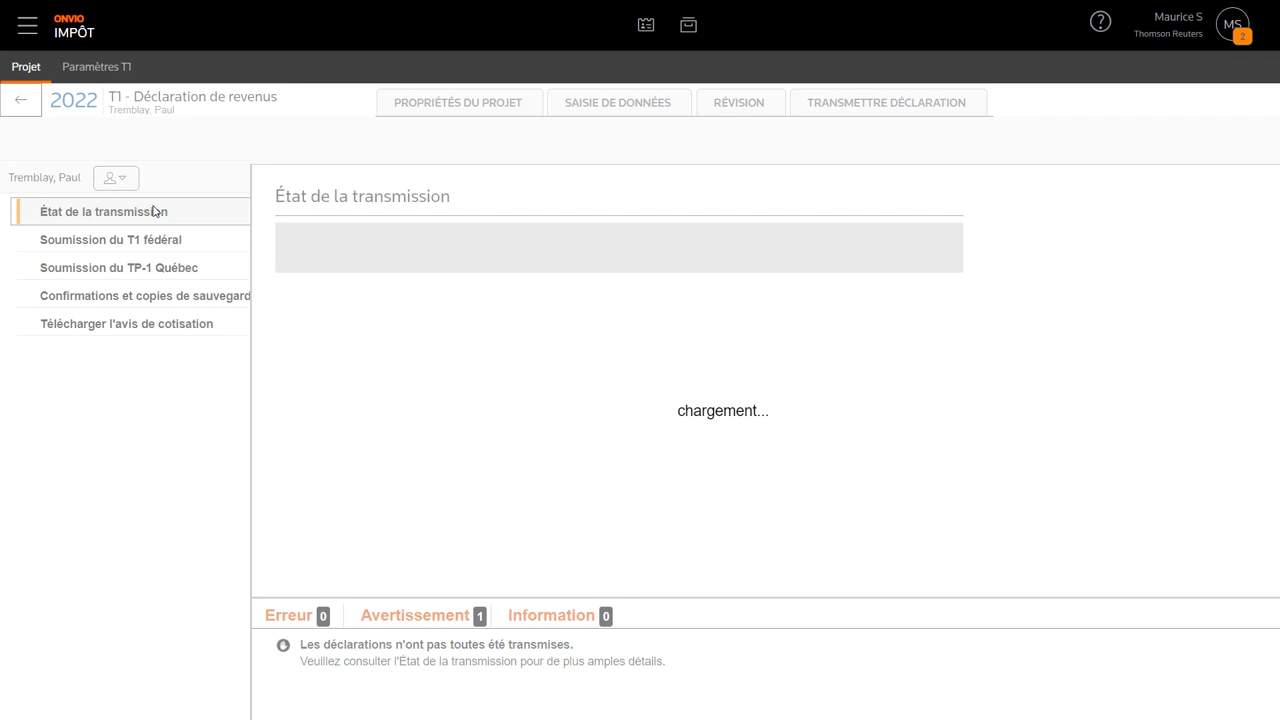 ONVIO
IMPÔT
Maurice S
Thomson Reuters
MS
2
Projet
Paramètres T1
2022
T1 - Déclaration de revenus
Tremblay, Paul
PROPRIÉTÉS DU PROJET
SAISIE DE DONNÉES
RÉVISION
TRANSMETTRE DÉCLARATION
Tremblay, Paul
État de la transmission
Soumission du T1 fédéral
Soumission du TP-1 Québec
Confirmations et copies de sauvegard
Télécharger l'avis de cotisation
État de la transmission
chargement...
Erreur 0
Avertissement 1
Information 0
Les déclarations n'ont pas toutes été transmises.
Veuillez consulter l'État de la transmission pour de plus amples détails.